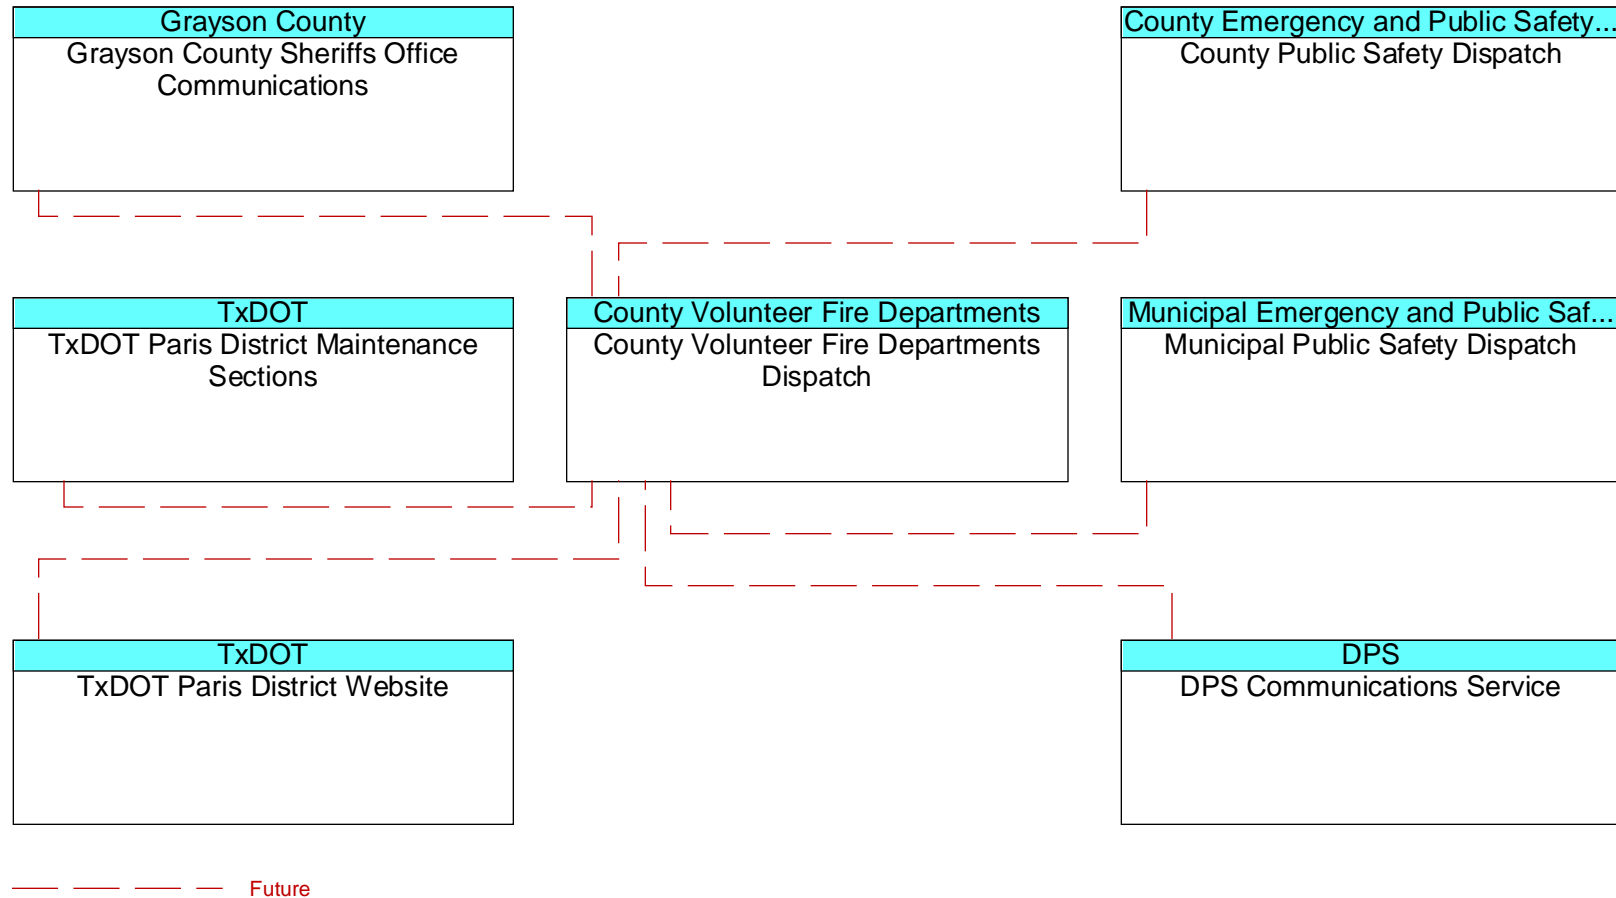 Grayson County
Grayson County Sheriffs Office
Communications
County Emergency and Public Safety...
County Public Safety Dispatch
TxDOT
TxDOT Paris District Maintenance
Sections
County Volunteer Fire Departments
County Volunteer Fire Departments
Dispatch
Municipal Emergency and Public Saf...
Municipal Public Safety Dispatch
TxDOT
TxDOT Paris District Website
DPS
DPS Communications Service
Future